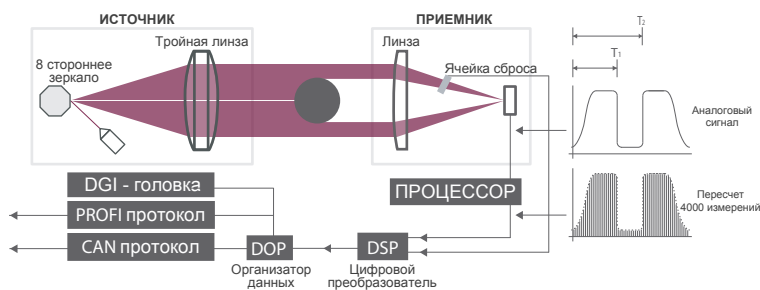 ИСТОЧНИК
ПРИЕМНИК
8 стороннее
зеркало
Тройная линза
Линза
Ячейка сброса
T2
T1
Аналоговый
сигнал
DGI - головка
PROFI протокол
CAN протокол
DOP
Организатор
данных
DSP
Цифровой
преобразователь
ПРОЦЕССОР
Пересчет
4000 измерений